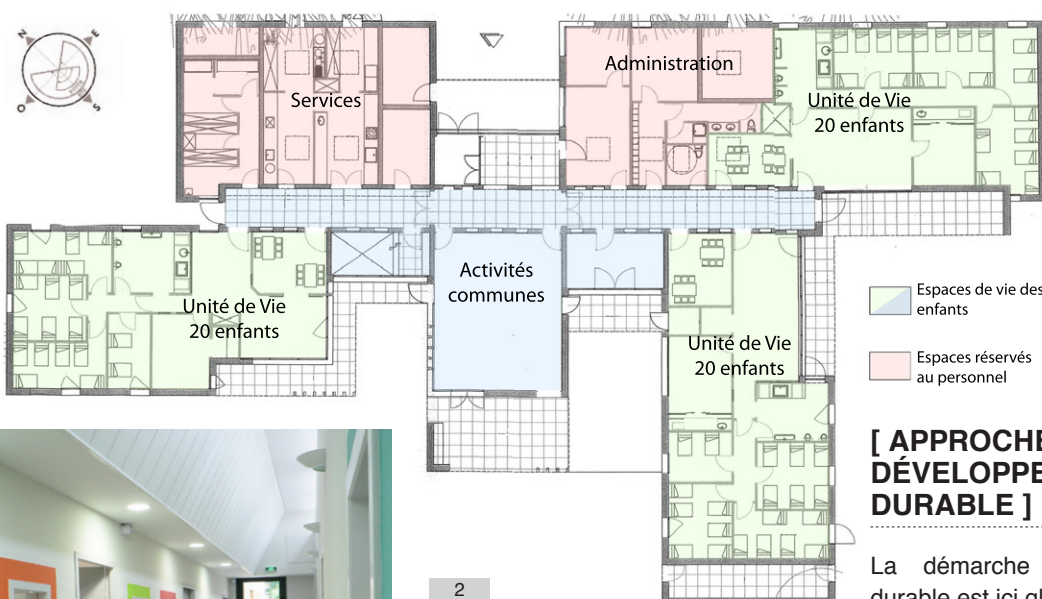 N
E
O
S
Services
Administration
Unité de Vie
20 enfants
Activités
communes
Unité de Vie
20 enfants
Unité de Vie
20 enfants
Espaces de vie des
enfants
Espaces réservés
au personnel
[ APPROCHE
DÉVELOPPE
DURABLE ]
La démarche
durable est ici gl
2